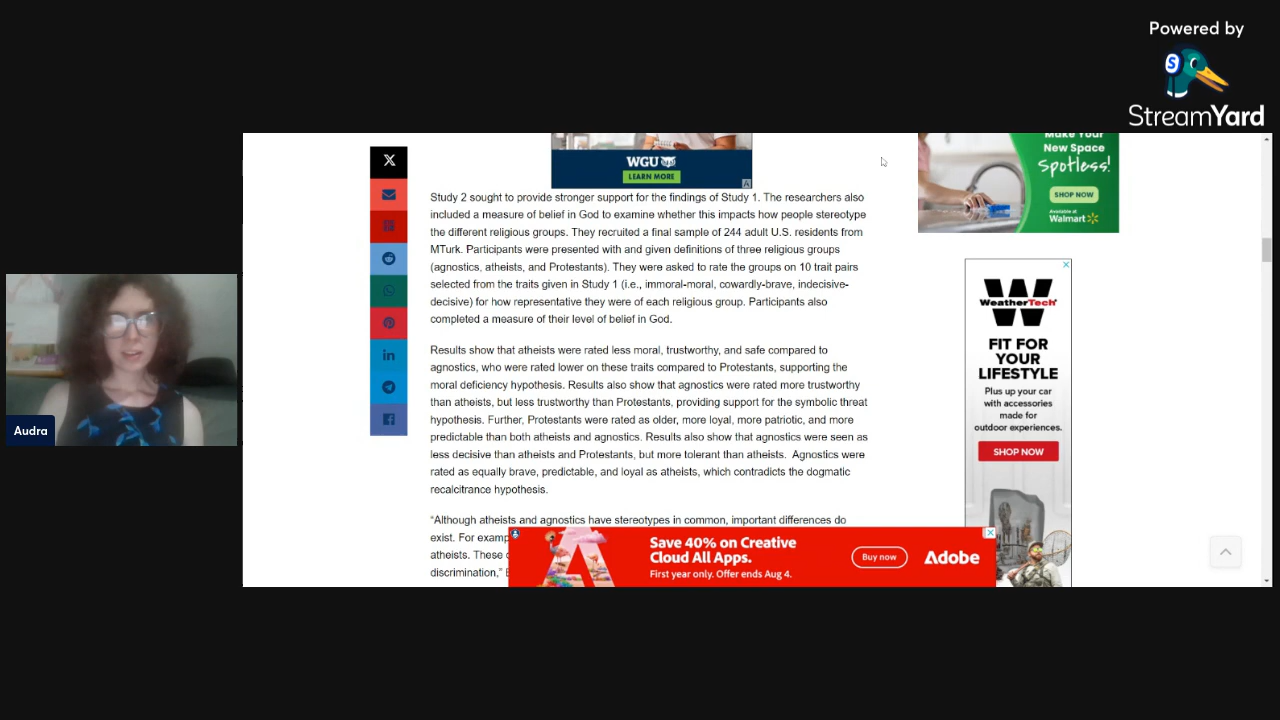 Powered by
StreamYard
Make Your
New Space
Spotless!
SHOP NOW
Available at
Walmart
WGU
LEARN MORE
Study 2 sought to provide stronger support for the findings of Study 1. The researchers also
included a measure of belief in God to examine whether this impacts how people stereotype
the different religious groups. They recruited a final sample of 244 adult U.S. residents from
MTurk. Participants were presented with and given definitions of three religious groups
(agnostics, atheists, and Protestants). They were asked to rate the groups on 10 trait pairs
selected from the traits given in Study 1 (i.e., immoral-moral, cowardly-brave, indecisive-
decisive) for how representative they were of each religious group. Participants also
completed a measure of their level of belief in God.
Results show that atheists were rated less moral, trustworthy, and safe compared to
agnostics, who were rated lower on these traits compared to Protestants, supporting the
moral deficiency hypothesis. Results also show that agnostics were rated more trustworthy
than atheists, but less trustworthy than Protestants, providing support for the symbolic threat
hypothesis. Further, Protestants were rated as older, more loyal, more patriotic, and more
predictable than both atheists and agnostics. Results also show that agnostics were seen as
less decisive than atheists and Protestants, but more tolerant than atheists. Agnostics were
rated as equally brave, predictable, and loyal as atheists, which contradicts the dogmatic
recalcitrance hypothesis.
“Although atheists and agnostics have stereotypes in common, important differences do
exist. For examp
atheists. These
discrimination,”
WeatherTech
FIT FOR
YOUR
LIFESTYLE
Plus up your car
with accessories
made for
outdoor experiences.
SHOP NOW
Save 40% on Creative
Cloud All Apps.
First year only. Offer ends Aug 4.
Buy now
Adobe
Audra